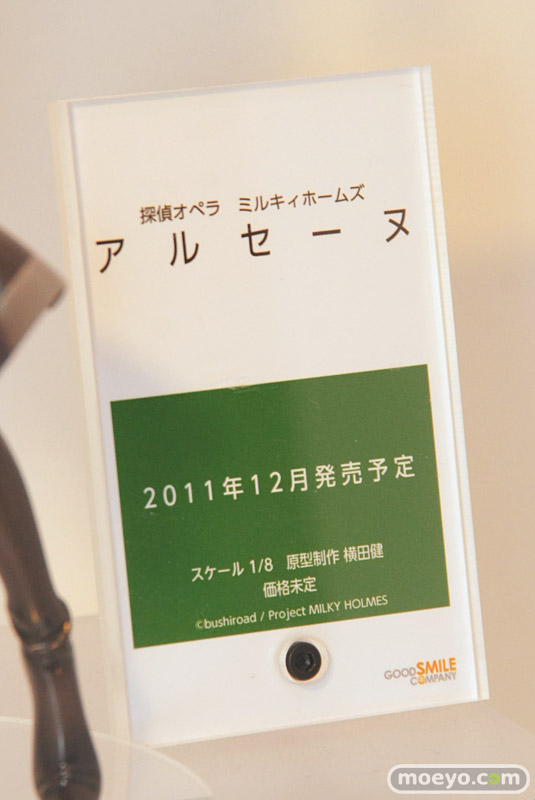 探偵オペラ　ミルキィホームズ
アルセーヌ
2011年12月発売予定
スケール1/8　原型制作 横田健
価格未定
©bushiroad / Project MILKY HOLMES
GOOD SMILE
COMPANY
moeyo.com